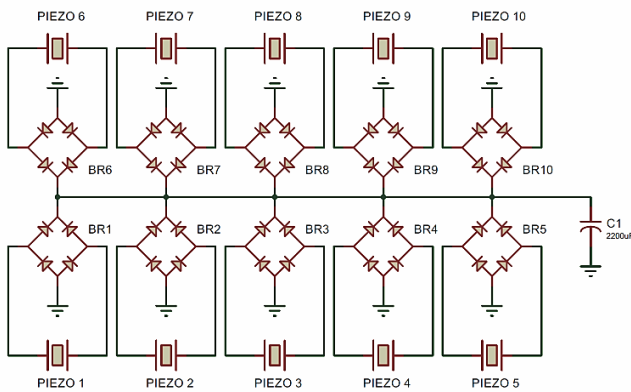 PIEZO 6 PIEZO 7 PIEZO 8 PIEZO 9 PIEZO 10
BR6 BR7 BR8 BR9 BR10
BR1 BR2 BR3 BR4 BR5
C1
2200uF
PIEZO 1 PIEZO 2 PIEZO 3 PIEZO 4 PIEZO 5